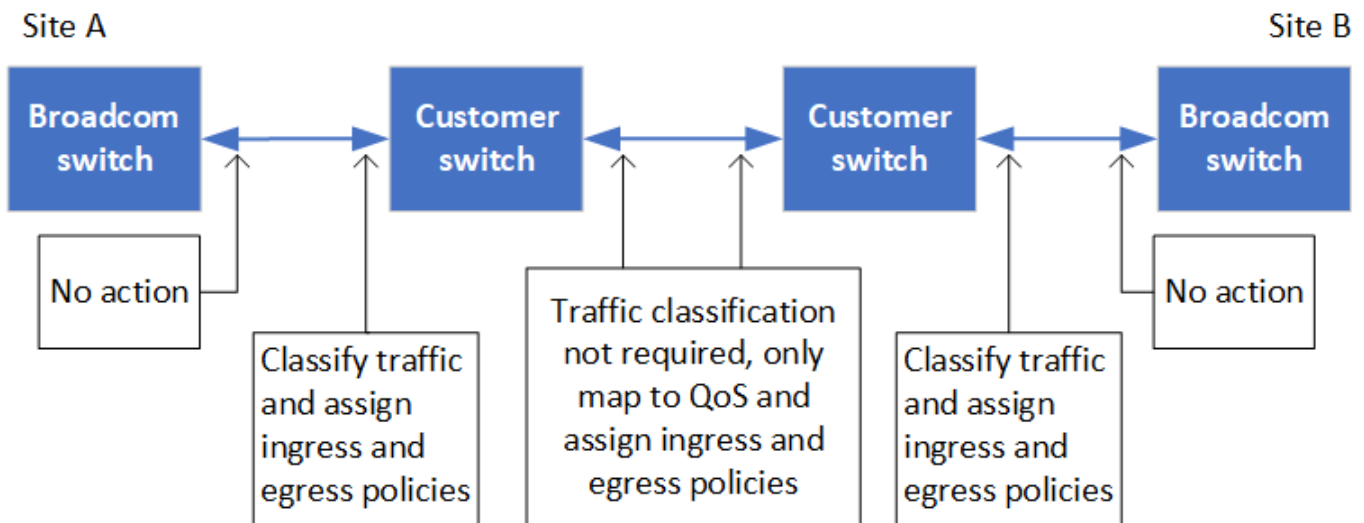 Site A
Site B
Broadcom
switch
Customer
switch
Customer
switch
Broadcom
switch
No action
Classify traffic
and assign
ingress and
egress policies
Traffic classification
not required, only
map to QoS and
assign ingress and
egress policies
Classify traffic
and assign
ingress and
egress policies
No action